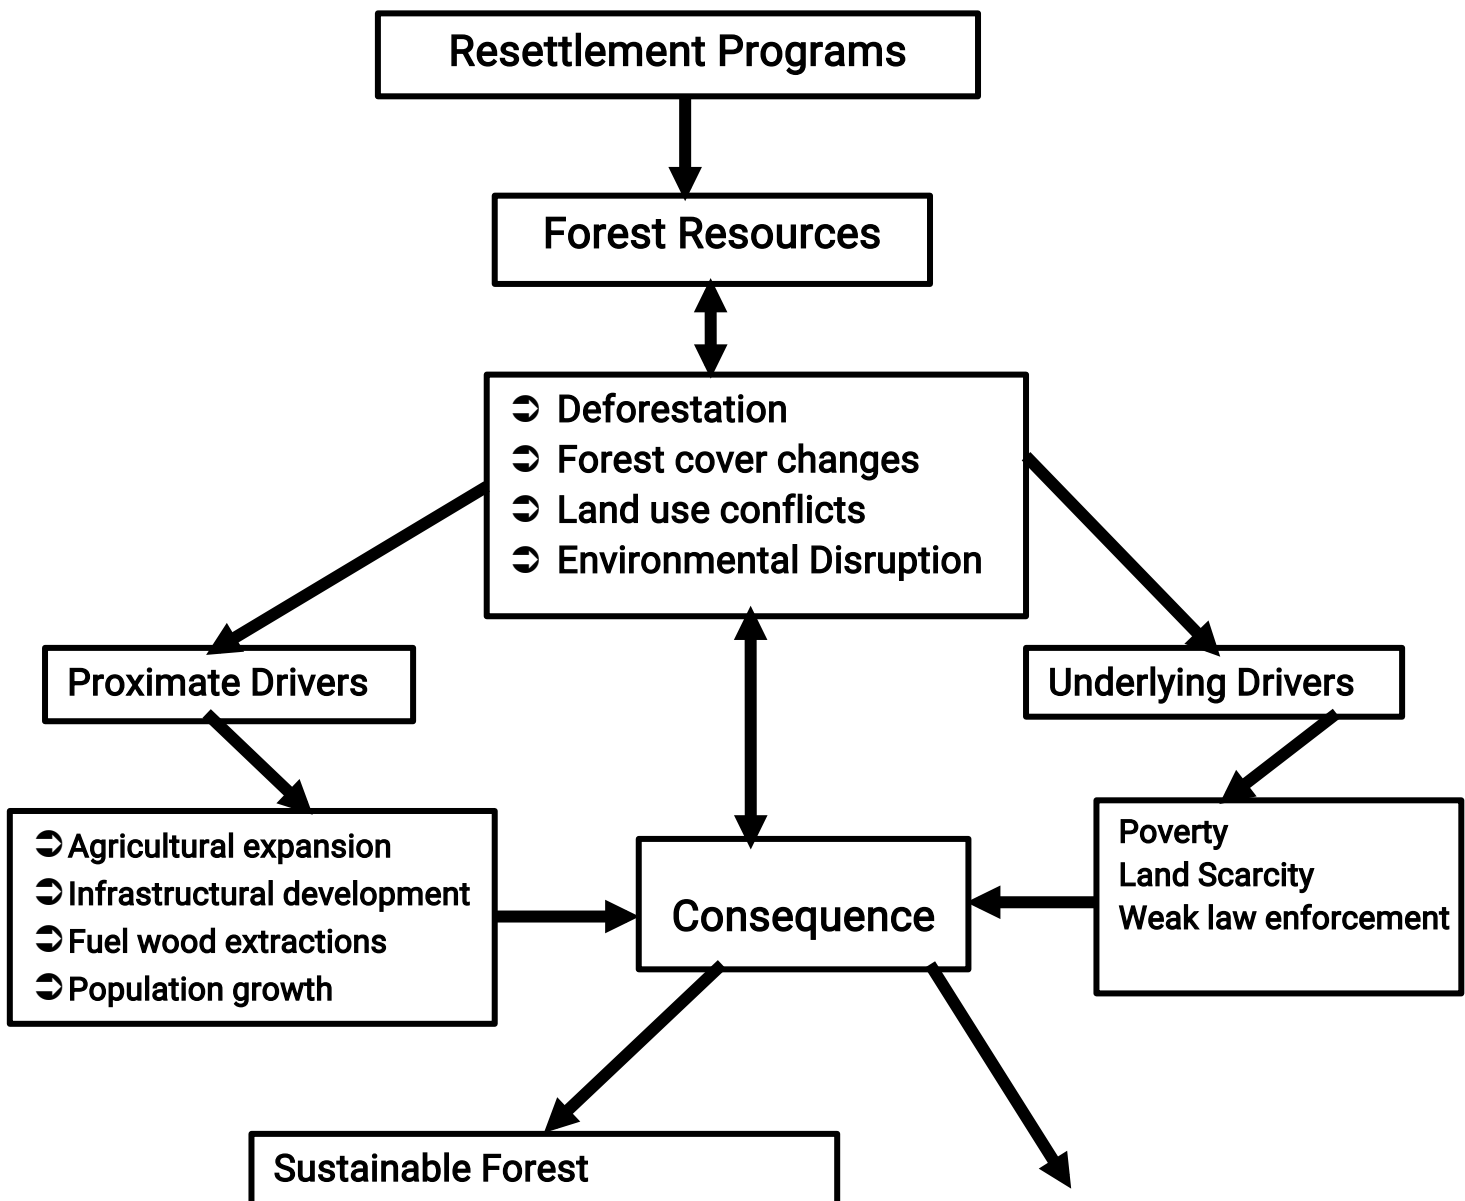 Resettlement Programs
Forest Resources
➲ Deforestation
➲ Forest cover changes
➲ Land use conflicts
➲ Environmental Disruption
Proximate Drivers
Underlying Drivers
➲ Agricultural expansion
➲ Infrastructural development
➲ Fuel wood extractions
➲ Population growth
Consequence
Poverty
Land Scarcity
Weak law enforcement
Sustainable Forest